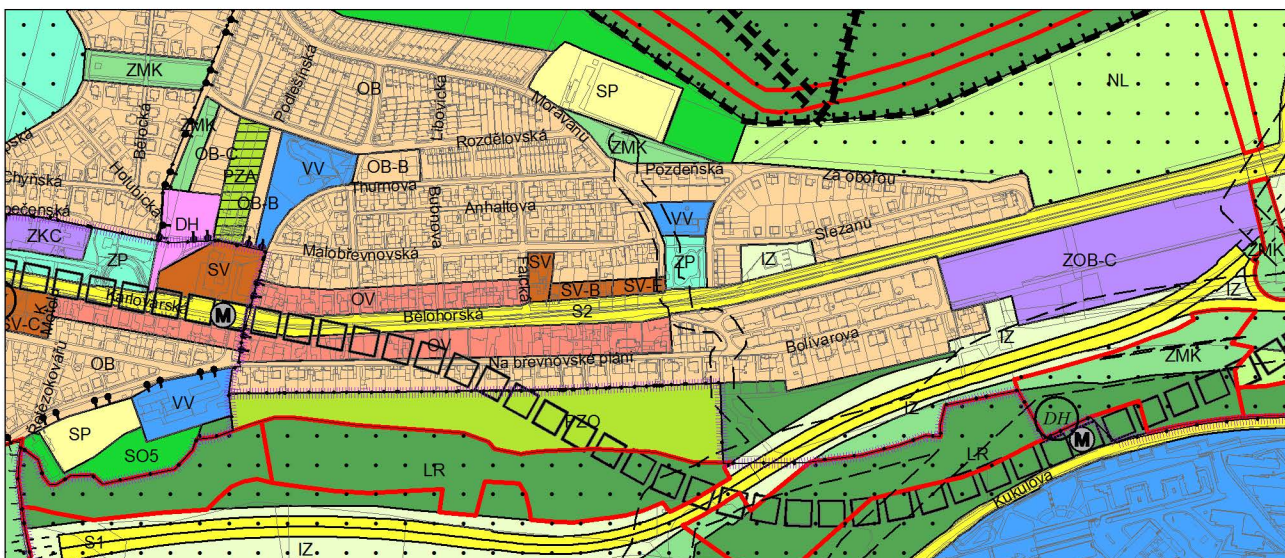 ZMK
Bělocká
Podlešínská
OB
Libovická
Moravanů
SP
NL
ZMK
OB-C
PZA
OB-B
VV
OB-B
Thurnova
Rozdělovská
ZMK
Pozdeňská
Za oborou
Chýňská
Hotubická
DH
Bubnova
Anhaltova
VV
Slezanů
ZKC
ZP
SV
Malobřevnovská
Falcká
SV
ZP
IZ
ZOB-C
ZMK
Karlovarská
M
OV
SV-B
Bělohorská
S2
SV-C
OB
OV
Na břevnovské pláni
Bolívarova
IZ
IZ
ZMK
VV
SP
SO5
PZO
IZ
DH
M
LR
LR
Kukulova
S1
IZ